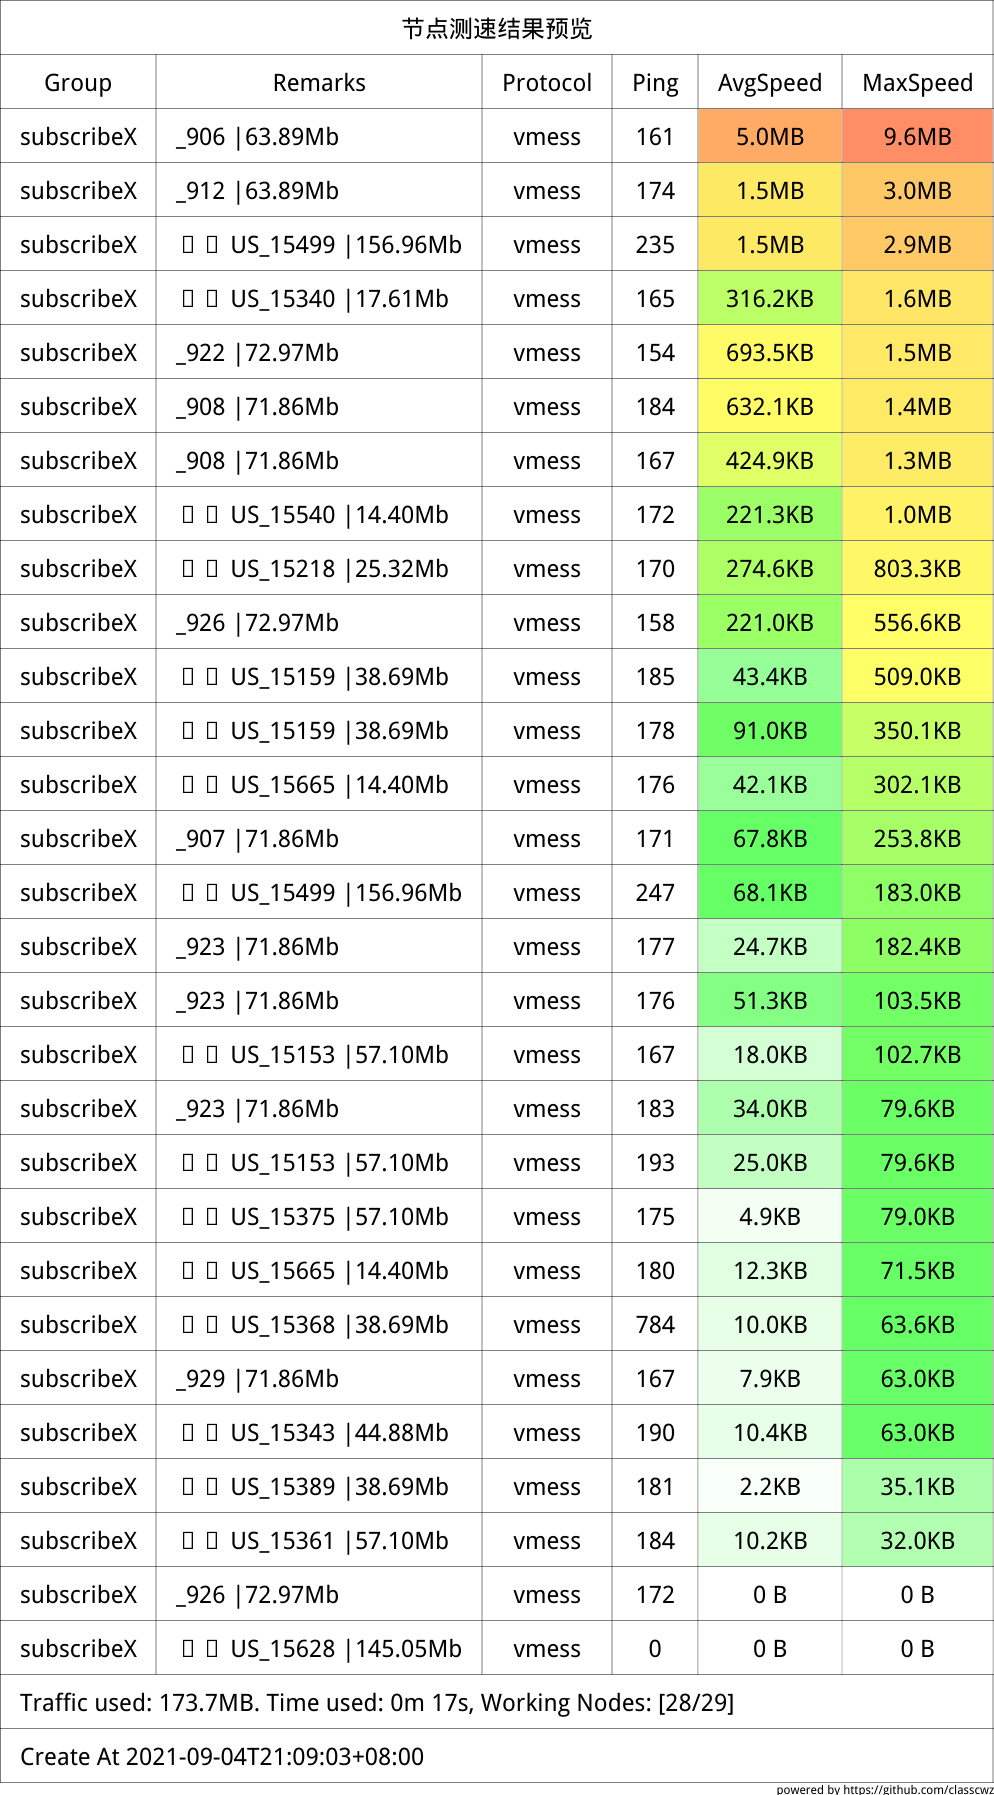 节点测速结果预览
Group Remarks Protocol Ping AvgSpeed MaxSpeed
subscribeX _906 |63.89Mb vmess 161 5.0MB 9.6MB
subscribeX _912 |63.89Mb vmess 174 1.5MB 3.0MB
subscribeX US_15499 |156.96Mb vmess 235 1.5MB 2.9MB
subscribeX US_15340 |17.61Mb vmess 165 316.2KB 1.6MB
subscribeX _922 |72.97Mb vmess 154 693.5KB 1.5MB
subscribeX _908 |71.86Mb vmess 184 632.1KB 1.4MB
subscribeX _908 |71.86Mb vmess 167 424.9KB 1.3MB
subscribeX US_15540 |14.40Mb vmess 172 221.3KB 1.0MB
subscribeX US_15218 |25.32Mb vmess 170 274.6KB 803.3KB
subscribeX _926 |72.97Mb vmess 158 221.0KB 556.6KB
subscribeX US_15159 |38.69Mb vmess 185 43.4KB 509.0KB
subscribeX US_15159 |38.69Mb vmess 178 91.0KB 350.1KB
subscribeX US_15665 |14.40Mb vmess 176 42.1KB 302.1KB
subscribeX _907 |71.86Mb vmess 171 67.8KB 253.8KB
subscribeX US_15499 |156.96Mb vmess 247 68.1KB 183.0KB
subscribeX _923 |71.86Mb vmess 177 24.7KB 182.4KB
subscribeX _923 |71.86Mb vmess 176 51.3KB 103.5KB
subscribeX US_15153 |57.10Mb vmess 167 18.0KB 102.7KB
subscribeX _923 |71.86Mb vmess 183 34.0KB 79.6KB
subscribeX US_15153 |57.10Mb vmess 193 25.0KB 79.6KB
subscribeX US_15375 |57.10Mb vmess 175 4.9KB 79.0KB
subscribeX US_15665 |14.40Mb vmess 180 12.3KB 71.5KB
subscribeX US_15368 |38.69Mb vmess 784 10.0KB 63.6KB
subscribeX _929 |71.86Mb vmess 167 7.9KB 63.0KB
subscribeX US_15343 |44.88Mb vmess 190 10.4KB 63.0KB
subscribeX US_15389 |38.69Mb vmess 181 2.2KB 35.1KB
subscribeX US_15361 |57.10Mb vmess 184 10.2KB 32.0KB
subscribeX _926 |72.97Mb vmess 172 0 B 0 B
subscribeX US_15628 |145.05Mb vmess 0 0 B 0 B
Traffic used: 173.7MB. Time used: 0m 17s, Working Nodes: [28/29]
Create At 2021-09-04T21:09:03+08:00
powered by https://github.com/classcwz